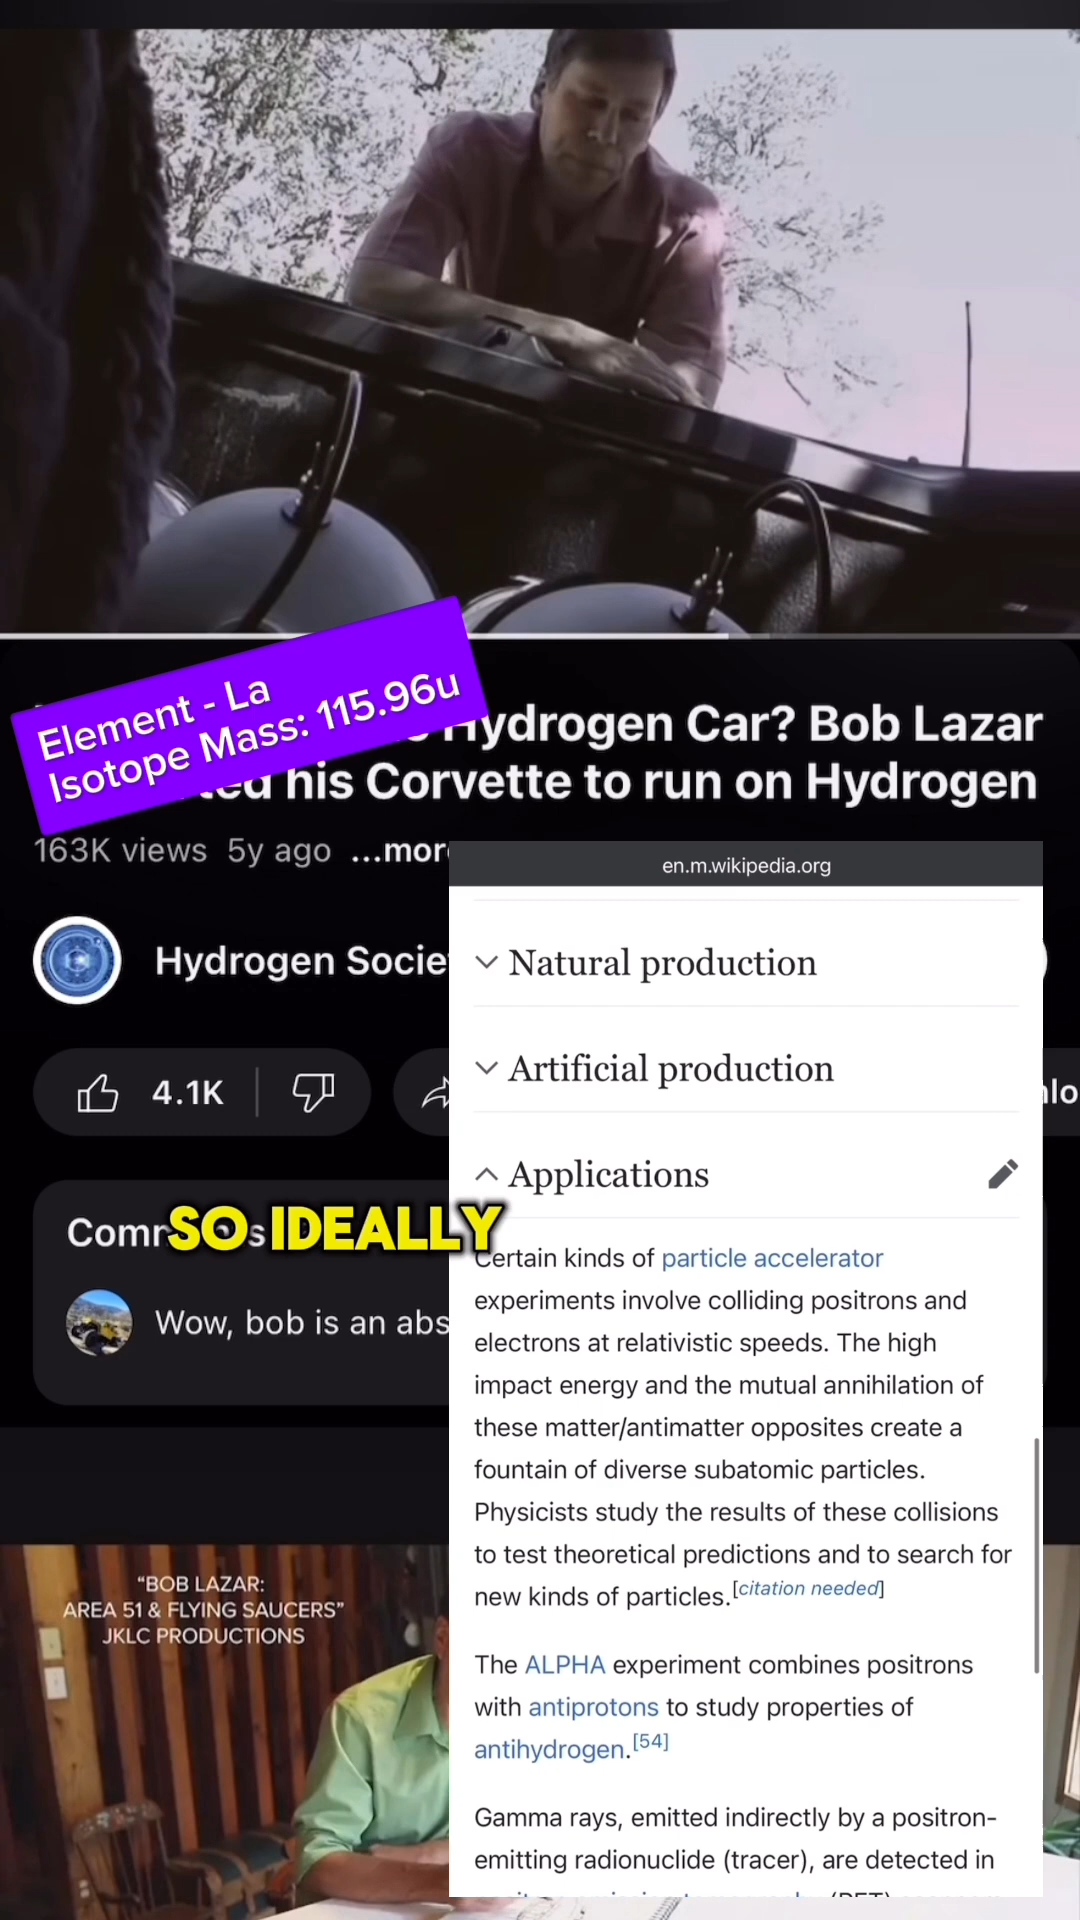 Element - La
Isotope Mass: 115.96u
Hydrogen Car? Bob Lazar
his Corvette to run on Hydrogen
163K views 5y ago ...more
en.m.wikipedia.org
Natural production
Hydrogen Socie
Artificial production
4.1K
Applications
SO IDEALLY
Certain kinds of particle accelerator
experiments involve colliding positrons and
electrons at relativistic speeds. The high
impact energy and the mutual annihilation of
these matter/antimatter opposites create a
fountain of diverse subatomic particles.
Physicists study the results of these collisions
to test theoretical predictions and to search for
new kinds of particles.[citation needed]
Wow, bob is an abs
The ALPHA experiment combines positrons
with antiprotons to study properties of
antihydrogen.[54]
Gamma rays, emitted indirectly by a positron-
emitting radionuclide (tracer), are detected in
"BOB LAZAR:
AREA 51 & FLYING SAUCERS"
JKLC PRODUCTIONS